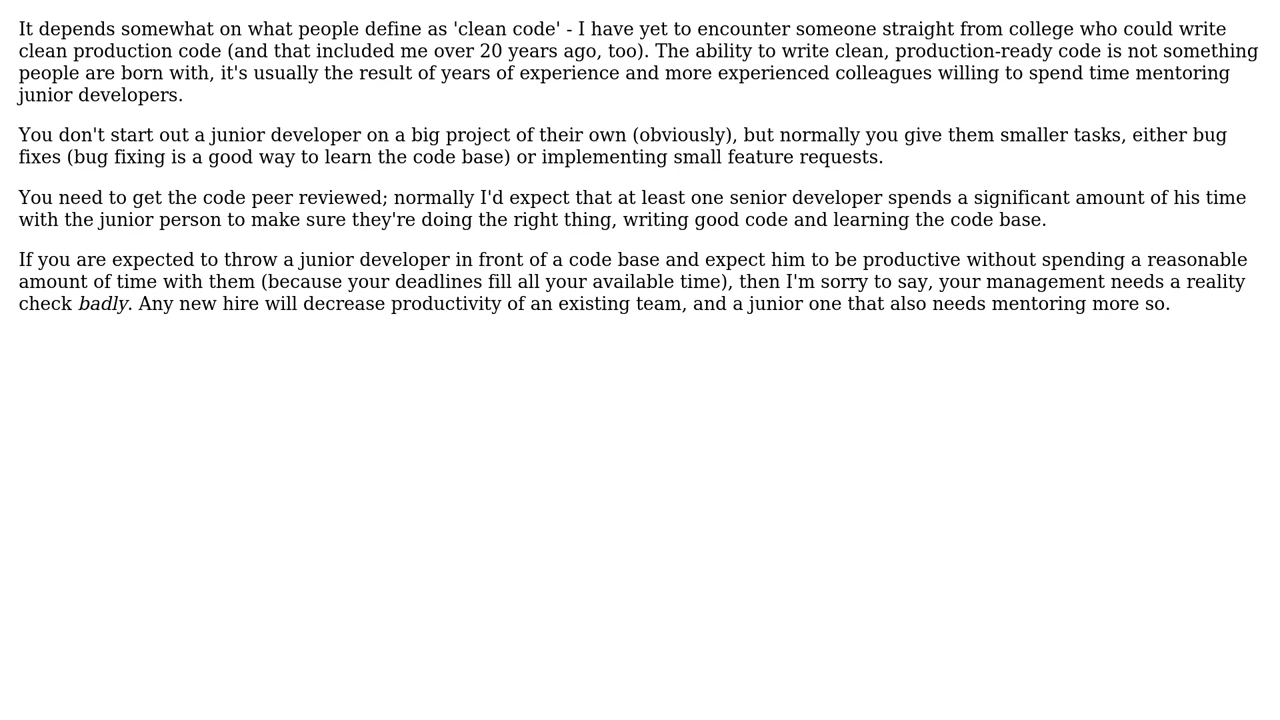 It depends somewhat on what people define as 'clean code' - I have yet to encounter someone straight from college who could write
clean production code (and that included me over 20 years ago, too). The ability to write clean, production-ready code is not something
people are born with, it's usually the result of years of experience and more experienced colleagues willing to spend time mentoring
junior developers.
You don't start out a junior developer on a big project of their own (obviously), but normally you give them smaller tasks, either bug
fixes (bug fixing is a good way to learn the code base) or implementing small feature requests.
You need to get the code peer reviewed; normally I'd expect that at least one senior developer spends a significant amount of his time
with the junior person to make sure they're doing the right thing, writing good code and learning the code base.
If you are expected to throw a junior developer in front of a code base and expect him to be productive without spending a reasonable
amount of time with them (because your deadlines fill all your available time), then I'm sorry to say, your management needs a reality
check badly. Any new hire will decrease productivity of an existing team, and a junior one that also needs mentoring more so.